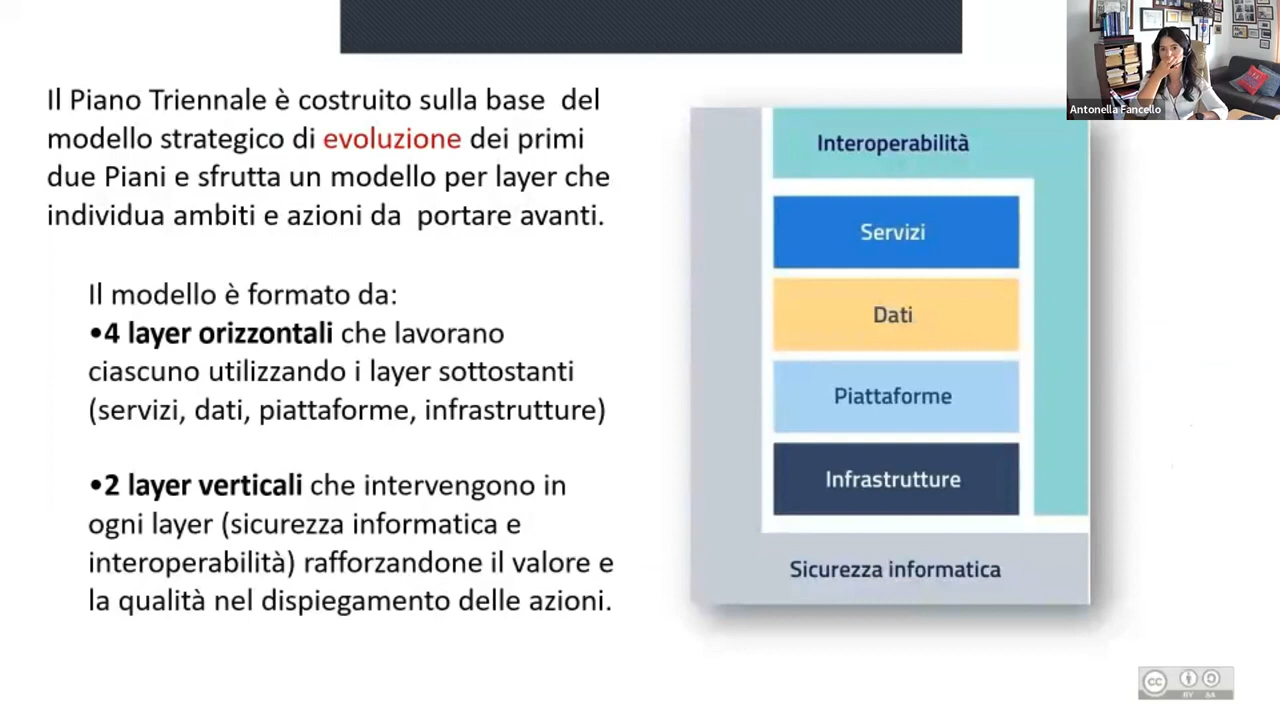 Antonella Fancello
Il Piano Triennale è costruito sulla base del
modello strategico di evoluzione dei primi
due Piani e sfrutta un modello per layer che
individua ambiti e azioni da portare avanti.
Il modello è formato da:
•4 layer orizzontali che lavorano
ciascuno utilizzando i layer sottostanti
(servizi, dati, piattaforme, infrastrutture)
•2 layer verticali che intervengono in
ogni layer (sicurezza informatica e
interoperabilità) rafforzandone il valore e
la qualità nel dispiegamento delle azioni.
Interoperabilità
Servizi
Dati
Piattaforme
Infrastrutture
Sicurezza informatica
cc
BY SA